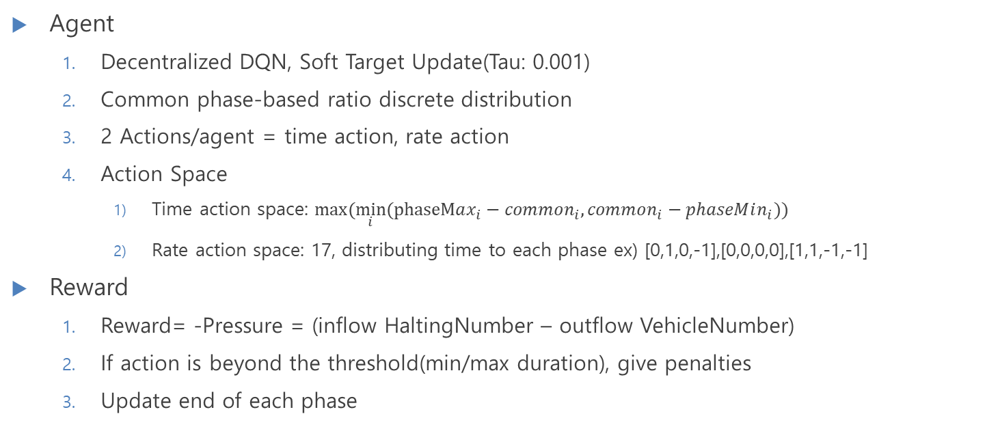 Agent
1. Decentralized DQN, Soft Target Update(Tau: 0.001)
2. Common phase-based ratio discrete distribution
3. 2 Actions/agent = time action, rate action
4. Action Space
1) Time action space: max(min(phaseMax_i − common_i, common_i − phaseMin_i))
i
2) Rate action space: 17, distributing time to each phase ex) [0,1,0,-1],[0,0,0,0],[1,1,-1,-1]
Reward
1. Reward= -Pressure = (inflow HaltingNumber – outflow VehicleNumber)
2. If action is beyond the threshold(min/max duration), give penalties
3. Update end of each phase